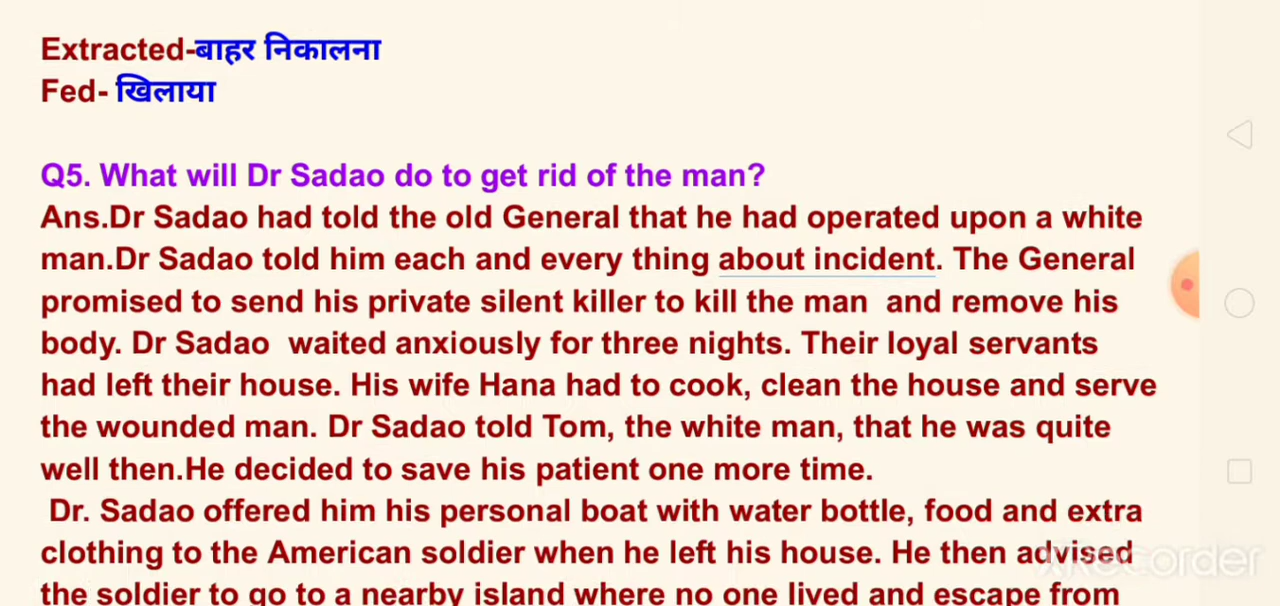 Extracted-बाहर निकालना
Fed- खिलाया
Q5. What will Dr Sadao do to get rid of the man?
Ans.Dr Sadao had told the old General that he had operated upon a white
man.Dr Sadao told him each and every thing about incident. The General
promised to send his private silent killer to kill the man  and remove his
body. Dr Sadao  waited anxiously for three nights. Their loyal servants
had left their house. His wife Hana had to cook, clean the house and serve
the wounded man. Dr Sadao told Tom, the white man, that he was quite
well then.He decided to save his patient one more time.
Dr. Sadao offered him his personal boat with water bottle, food and extra
clothing to the American soldier when he left his house. He then advised
the soldier to go to a nearby island where no one lived and escape from